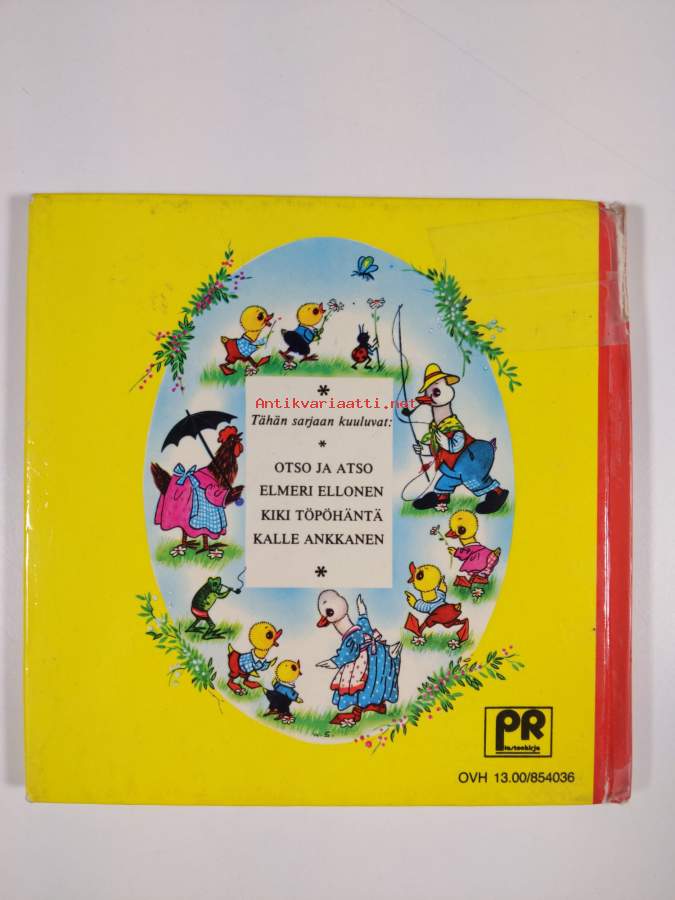 *
Antikvariaatti.net
Tähän sarjaan kuuluvat:
*
OTSO JA ATSO
ELMERI ELLONEN
KIKI TÖPÖHÄNTÄ
KALLE ANKKANEN
*
PR
lastenkirja
OVH 13.00/854036